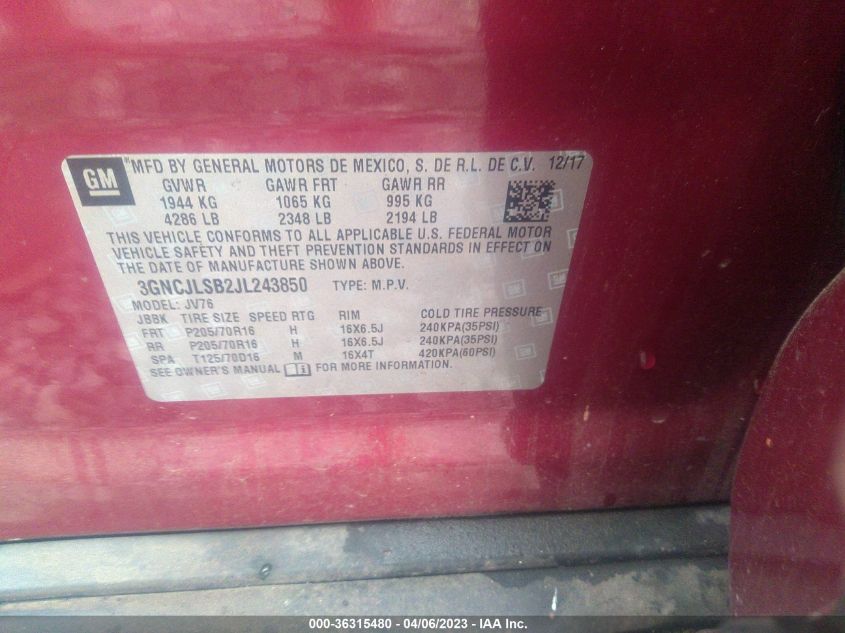 GM
MFD BY GENERAL MOTORS DE MEXICO, S. DE R.L. DE C.V. 12/17
GVWR GAWR FRT GAWR RR
1944 KG 1065 KG 995 KG
4286 LB 2348 LB 2194 LB
THIS VEHICLE CONFORMS TO ALL APPLICABLE U.S. FEDERAL MOTOR
VEHICLE SAFETY AND THEFT PREVENTION STANDARDS IN EFFECT ON
THE DATE OF MANUFACTURE SHOWN ABOVE.
3GNCJLSB2JL243850 TYPE: M.P.V.
MODEL: JV76
JBBK TIRE SIZE SPEED RTG RIM COLD TIRE PRESSURE
FRT P205/70R16 H 16X6.5J 240KPA(35PSI)
RR P205/70R16 H 16X6.5J 240KPA(35PSI)
SPA T125/70D16 M 16X4T 420KPA(60PSI)
SEE OWNER'S MANUAL FOR MORE INFORMATION.
000-36315480 - 04/06/2023 - IAA Inc.